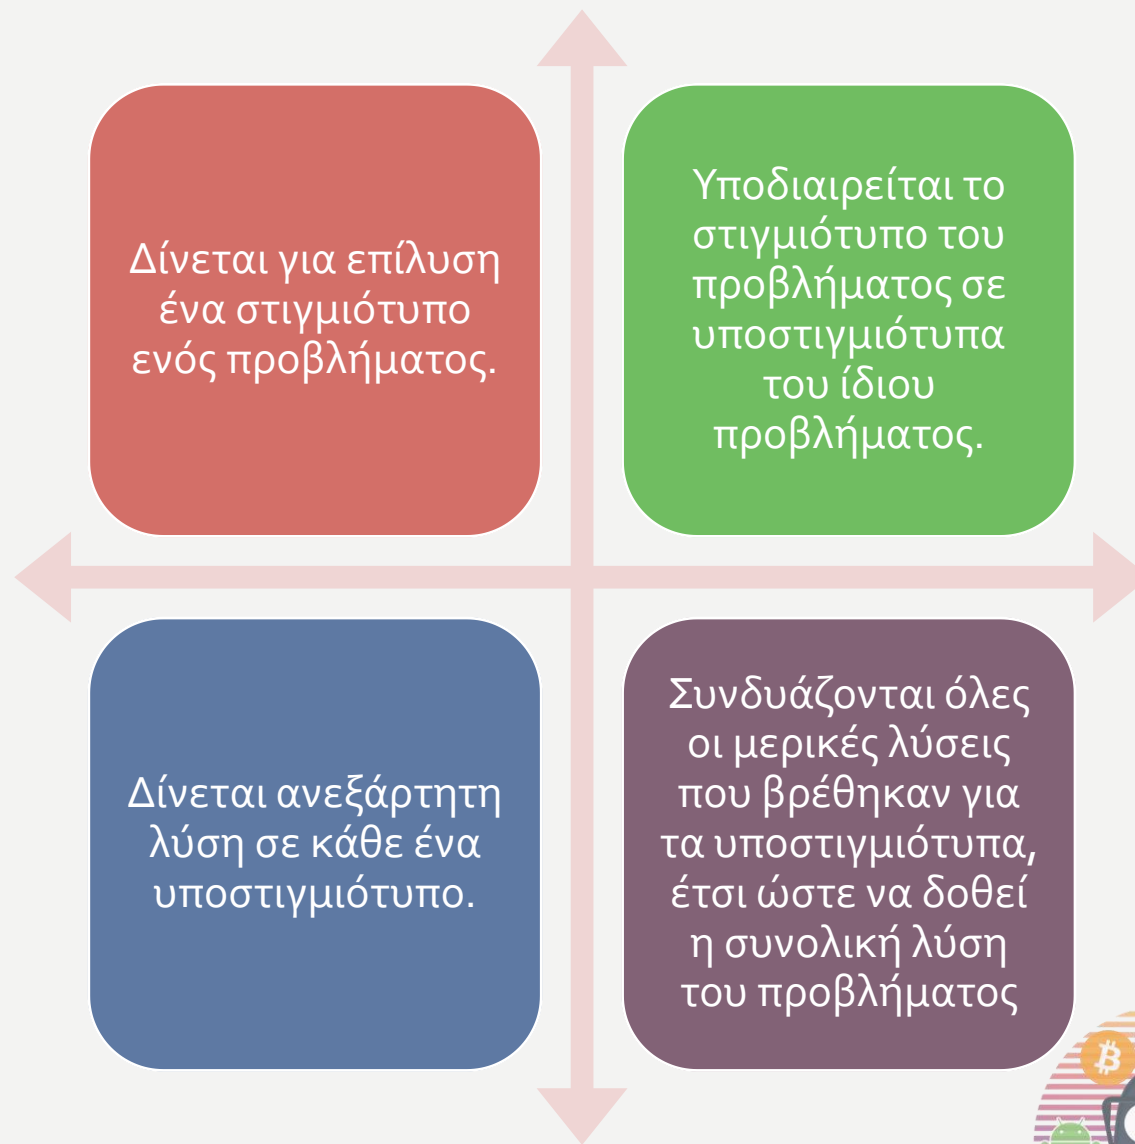 Δίνεται για επίλυση
ένα στιγμιότυπο
ενός προβλήματος.
Υποδιαιρείται το
στιγμιότυπο του
προβλήματος σε
υποστιγμιότυπα
του ίδιου
προβλήματος.
Δίνεται ανεξάρτητη
λύση σε κάθε ένα
υποστιγμιότυπο.
Συνδυάζονται όλες
οι μερικές λύσεις
που βρέθηκαν για
τα υποστιγμιότυπα,
έτσι ώστε να δοθεί
η συνολική λύση
του προβλήματος